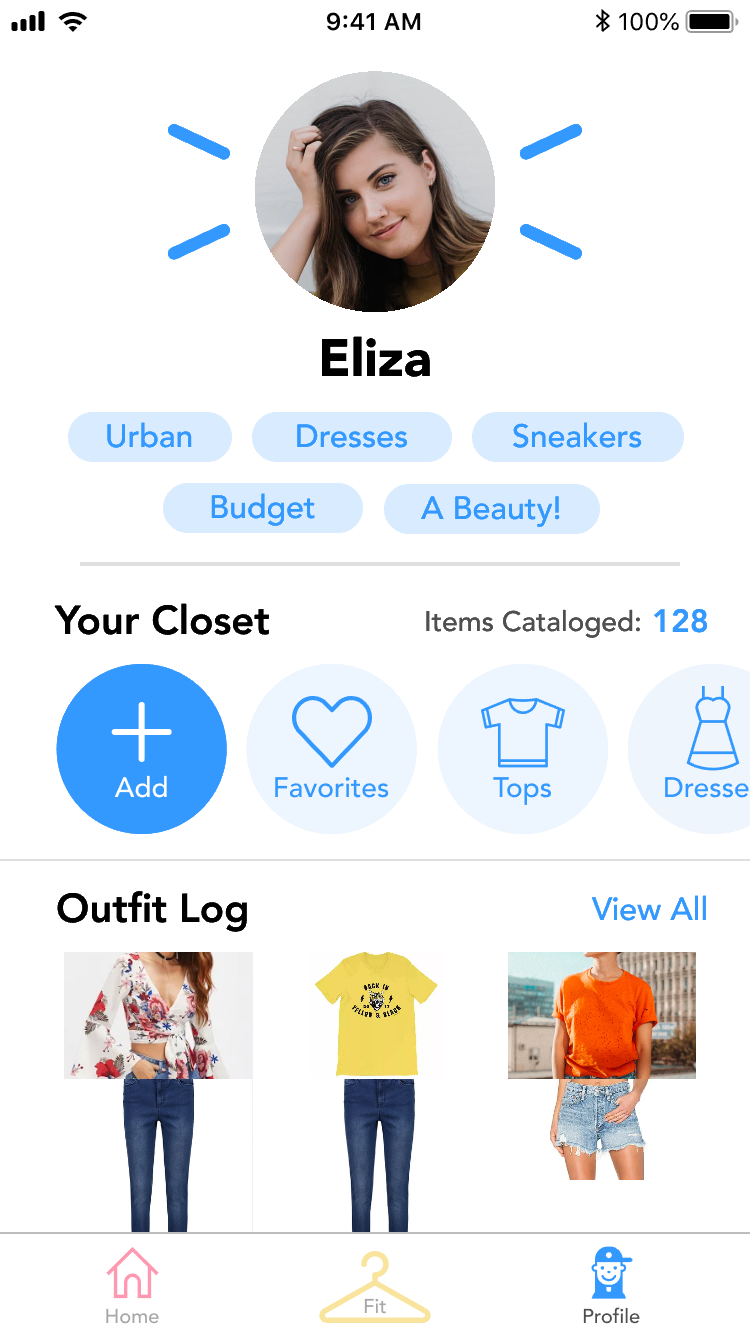 9:41 AM 100%
Eliza
Urban Dresses Sneakers
Budget A Beauty!
Your Closet Items Cataloged: 128
Add Favorites Tops Dresse
Outfit Log View All
BACK IN
YELLOW & BLACK
Home Fit Profile